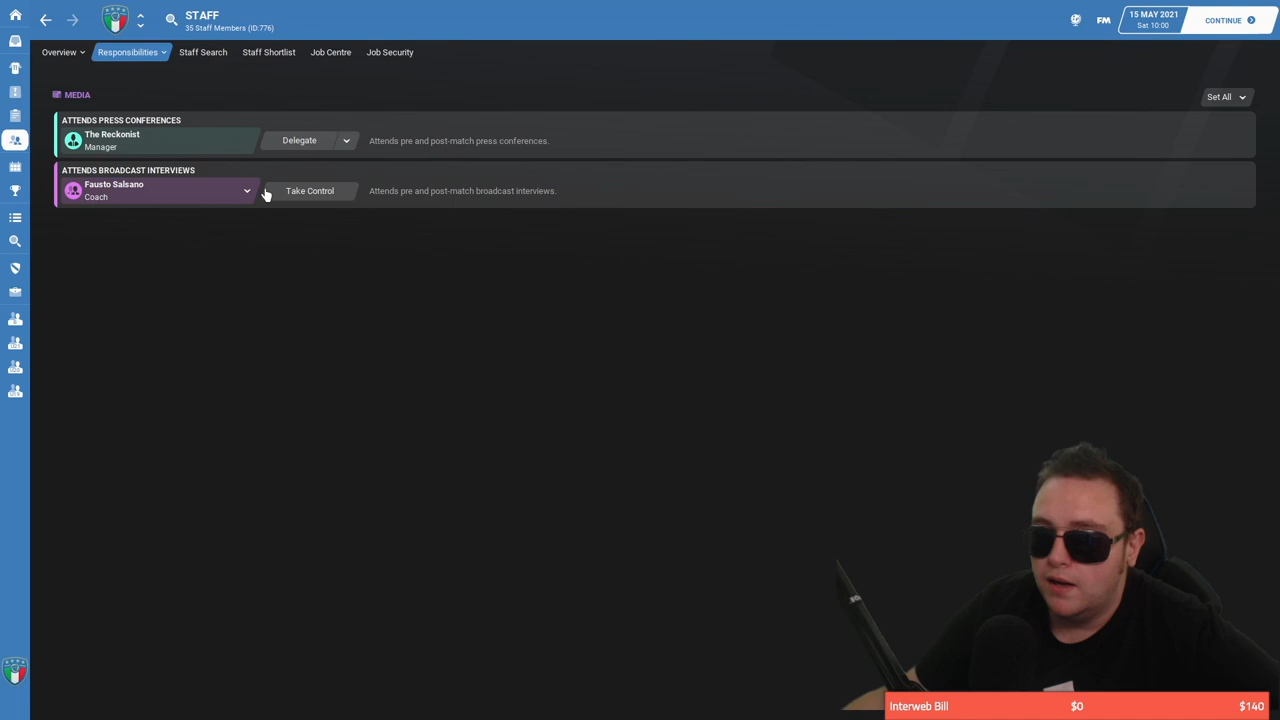 STAFF
35 Staff Members (ID:776)
FM
15 MAY 2021
Sat 10:00
CONTINUE
Overview
Responsibilities
Staff Search
Staff Shortlist
Job Centre
Job Security
MEDIA
Set All
ATTENDS PRESS CONFERENCES
The Reckonist
Manager
Delegate
Attends pre and post-match press conferences.
ATTENDS BROADCAST INTERVIEWS
Fausto Salsano
Coach
Take Control
Attends pre and post-match broadcast interviews.
Interweb Bill $0 $140